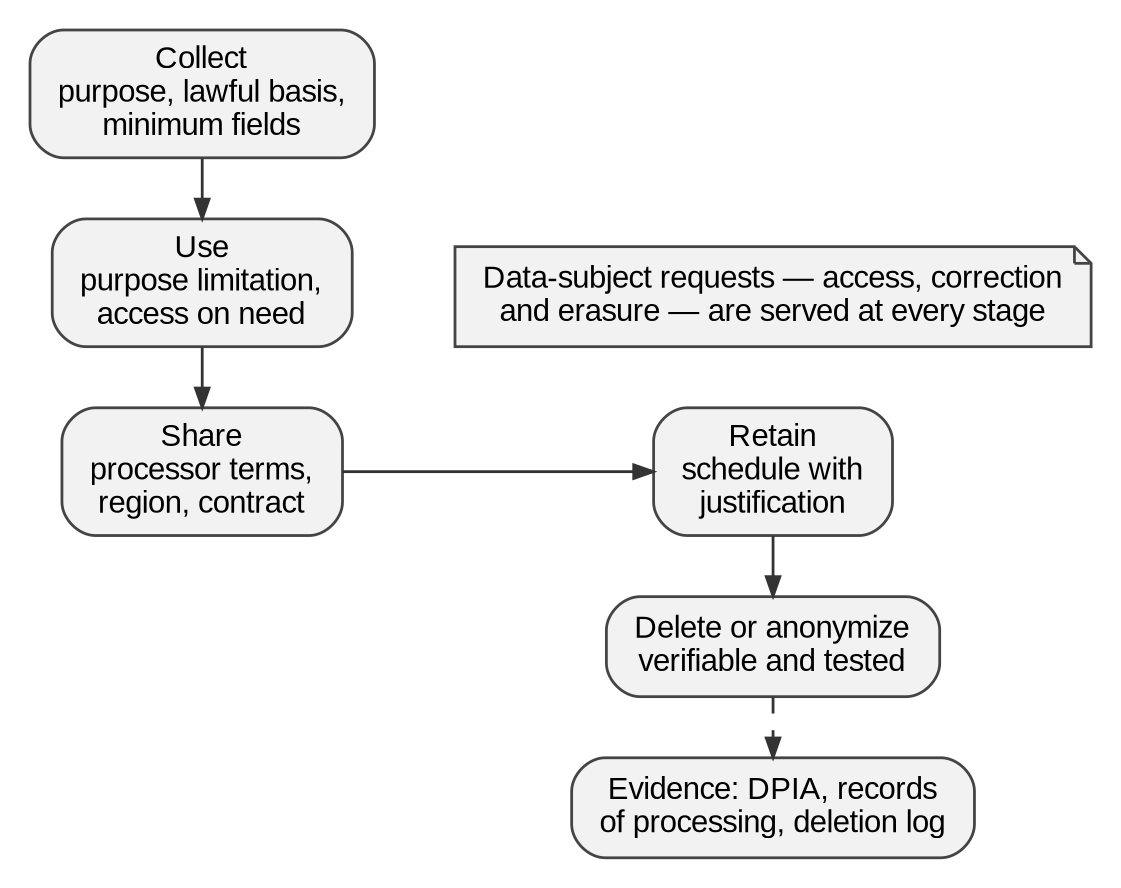 Collect
purpose, lawful basis,
minimum fields
Use
purpose limitation,
access on need
Data-subject requests — access, correction
and erasure — are served at every stage
Share
processor terms,
region, contract
Retain
schedule with
justification
Delete or anonymize
verifiable and tested
Evidence: DPIA, records
of processing, deletion log